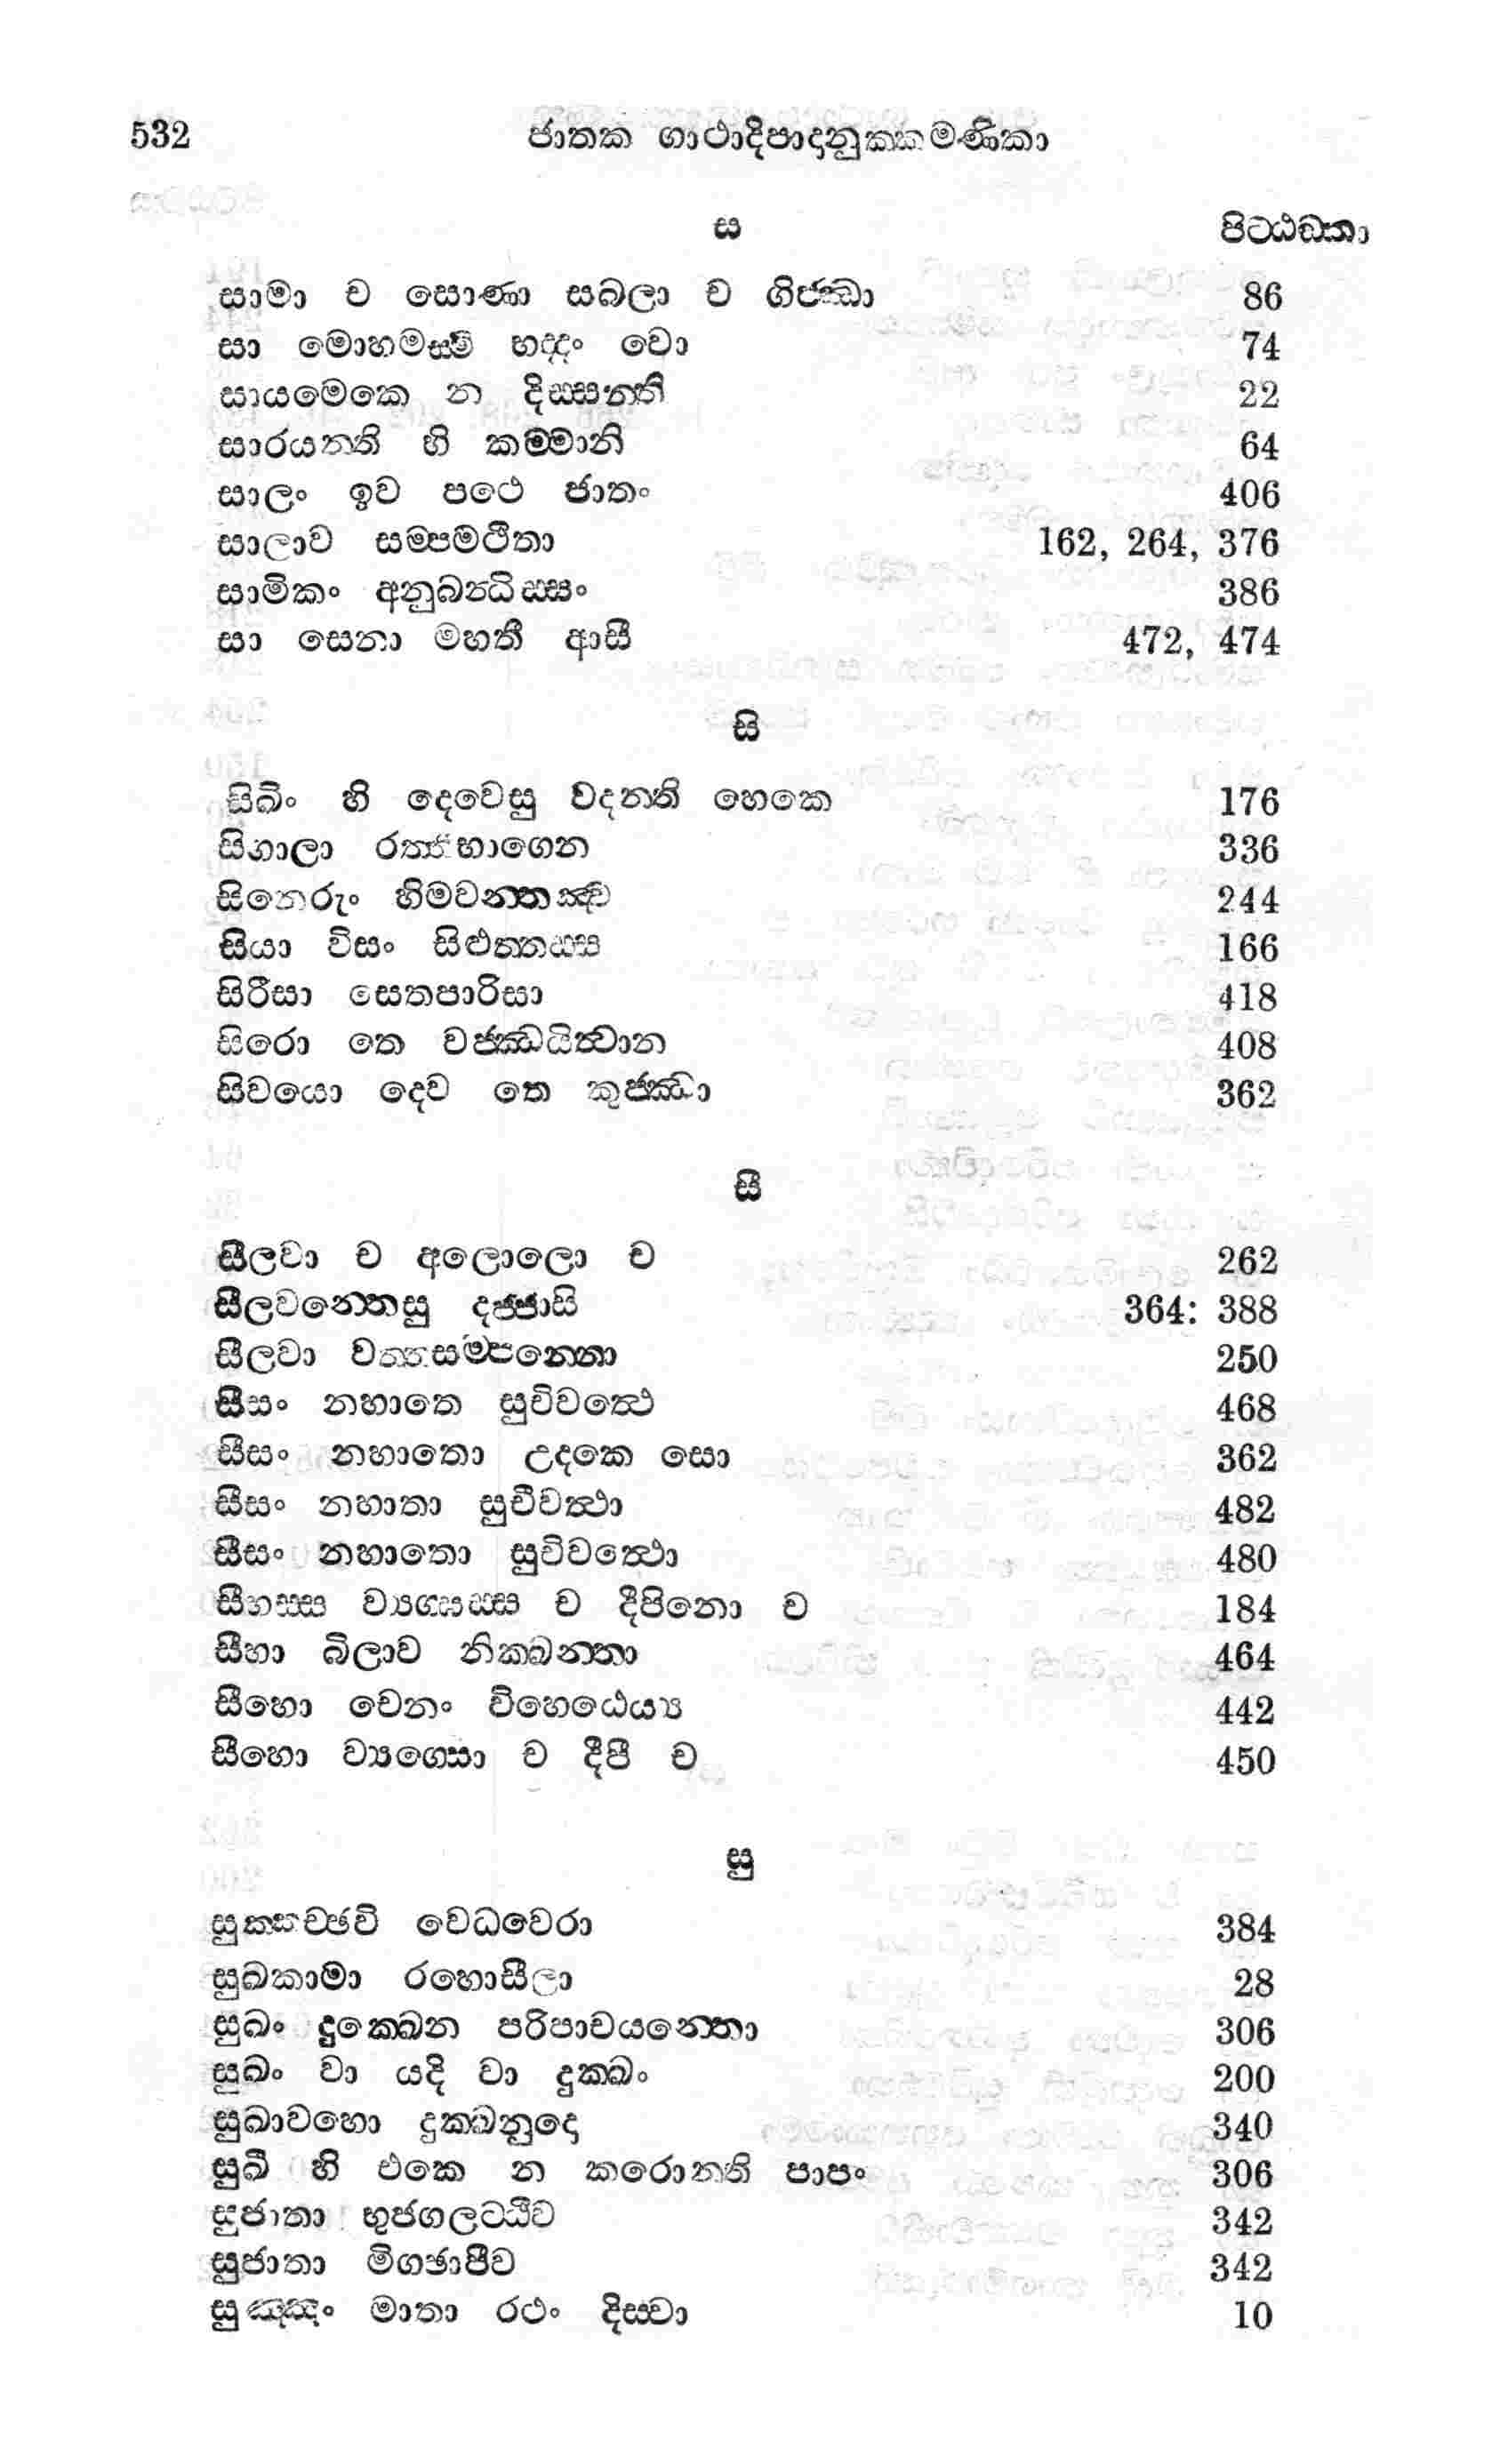 532 ජාතක ගාථාදිපාදානුක්කමණිකා
ස පිට්ඨඞ්කා
සාමා ච සොණා සබලා ච ගිජ්ඣා 86
සා මොහමස්මි භද්දං වො 74
සායමෙකෙ න දිස්සන්ති 22
සාරයන්ති හි කම්මානි 64
සාලං ඉව පථෙ ජාතං 406
සාලාව සම්පමථිතා 162, 264, 376
සාමිකං අනුබන්ධිස්සං 386
සා සෙනා මහතී ආසී 472, 474
සි
සිඛිං හි දෙවෙසු වදන්ති හෙකෙ 176
සිගාලා රත්තිභාගෙන 336
සිනෙරුං හිමවන්තඤ්ච 244
සියා විසං සිළුත්තස්ස 166
සිරීසා සෙතපාරිසා 418
සිරො තෙ වජ්ඣයිත්වාන 408
සිවයො දෙව තෙ කුජ්ඣා 362
සී
සීලවා ච අලොලො ච 262
සීලවන්තෙසු දජ්ජාසි 364: 388
සීලවා වත්තසම්පන්නො 250
සීසං නහාතෙ සුචිවත්ථෙ 468
සීසං නහාතො උදකෙ සො 362
සීසං නහාතා සුචීවත්ථා 482
සීසං නහාතො සුචිවත්ථො 480
සීහස්ස ව්‍යග්ඝස්ස ච දීපිනො ච 184
සීහා බිලාව නික්ඛන්තා 464
සීහො චෙනං විහෙඨෙය්‍ය 442
සීහො ව්‍යග්ඝො ච දීපී ච 450
සු
සුක්කච්ඡවි වෙධවෙරා 384
සුඛකාමා රහොසීලා 28
සුඛං දුක්ඛෙන පරිපාචයන්තො 306
සුඛං වා යදි වා දුක්ඛං 200
සුඛාවහො දුක්ඛනුදො 340
සුඛී හි එකෙ න කරොන්ති පාපං 306
සුජාතා භුජගලට්ඨීව 342
සුජාතා මිගඡාපීව 342
සුඤ්ඤං මාතා රථං දිස්වා 10